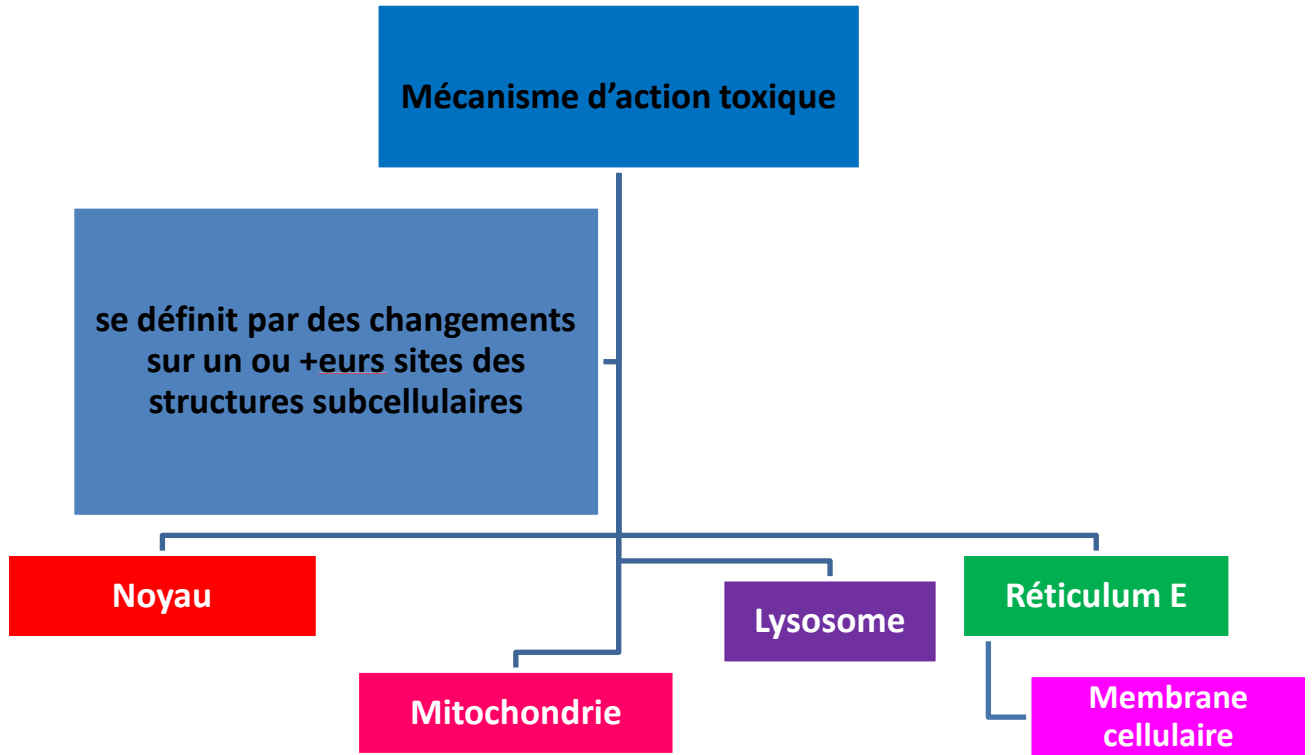 Mécanisme d’action toxique
se définit par des changements
sur un ou +eurs sites des
structures subcellulaires
Noyau
Lysosome
Réticulum E
Mitochondrie
Membrane
cellulaire